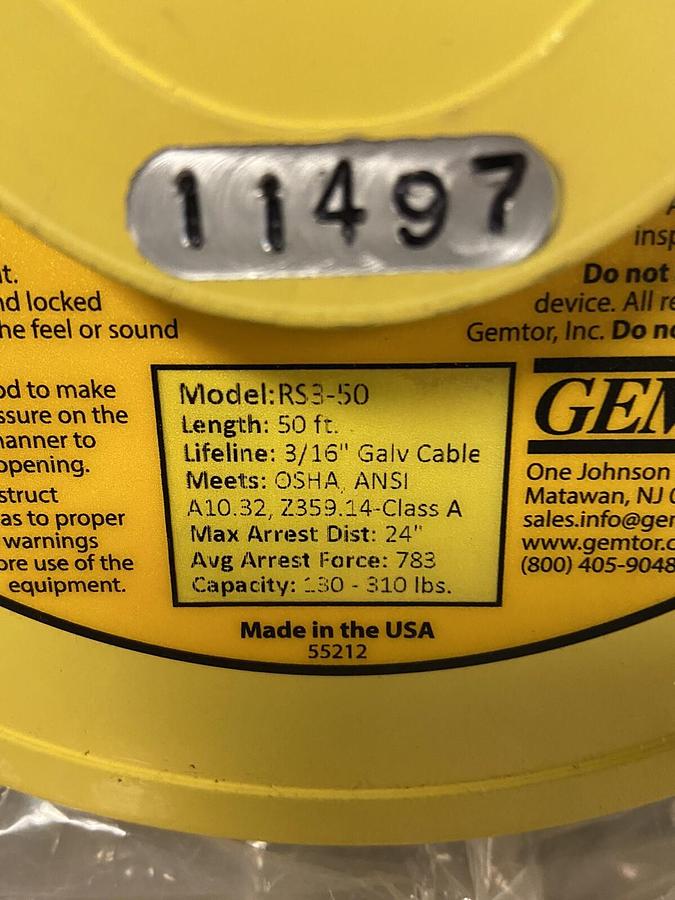 11497
t.
nd locked
he feel or sound
od to make
ssure on the
anner to
opening.
struct
as to proper
warnings
ore use of the
equipment.
Model:RS3-50
Length: 50 ft.
Lifeline: 3/16" Galv Cable
Meets: OSHA, ANSI
A10.32, Z359.14-Class A
Max Arrest Dist: 24"
Avg Arrest Force: 783
Capacity: 130 - 310 lbs.
Made in the USA
55212
A
insp
Do not
device. All re
Gemtor, Inc. Do no
GEM
One Johnson
Matawan, NJ 0
sales.info@gem
www.gemtor.c
(800) 405-9048